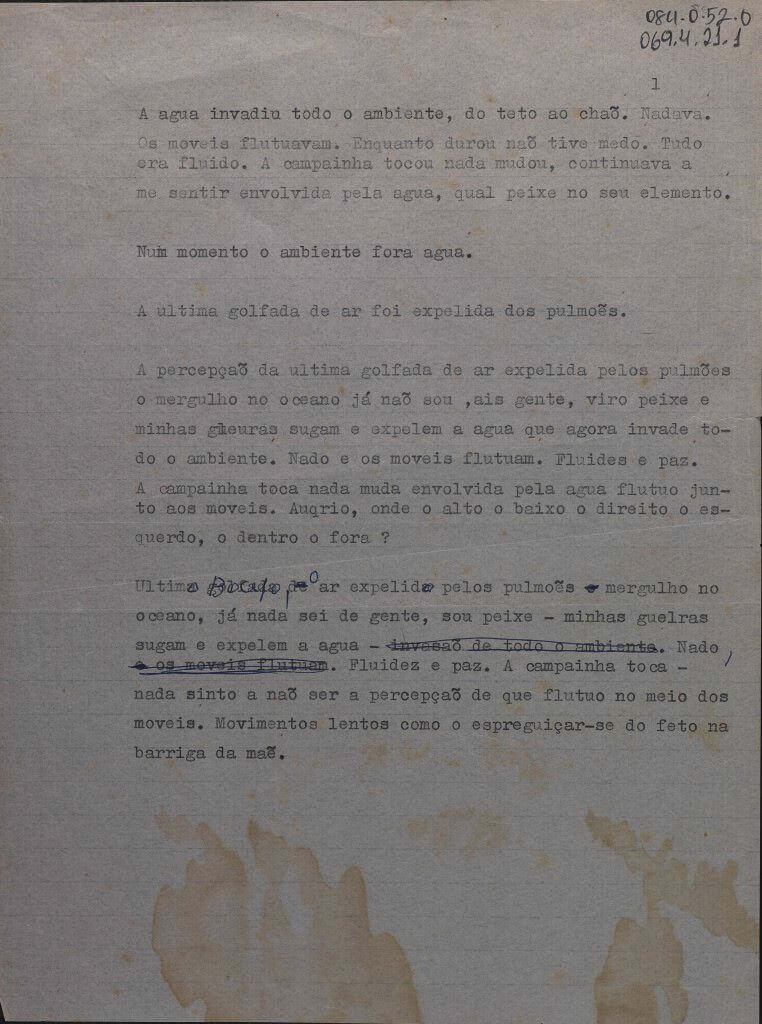 084.0.52.0
069.4.21.1
1
A agua invadiu todo o ambiente, do teto ao chaõ. Nadava.
Os moveis flutuavam. Enquanto durou naõ tive medo. Tudo
era fluido. A campainha tocou nada mudou, continuava a
me sentir envolvida pela agua, qual peixe no seu elemento.
Num momento o ambiente fora agua.
A ultima golfada de ar foi expelida dos pulmoẽs.
A percepçaõ da ultima golfada de ar expelida pelos pulmões
o mergulho no oceano já naõ sou ,ais gente, viro peixe e
minhas gueuras sugam e expelem a agua que agora invade to-
do o ambiente. Nado e os moveis flutuam. Fluides e paz.
A campainha toca nada muda envolvida pela agua flutuo jun-
to aos moveis. Auqrio, onde o alto o baixo o direito o es-
querdo, o dentro o fora ?
Ultimo o ar expelido pelos pulmoẽs mergulho no
oceano, já nada sei de gente, sou peixe - minhas guelras
sugam e expelem a agua - invasaõ de todo o ambiente. Nado,
e os moveis flutuam. Fluidez e paz. A campainha toca -
nada sinto a naõ ser a percepçaõ de que flutuo no meio dos
moveis. Movimentos lentos como o espreguiçar-se do feto na
barriga da maẽ.